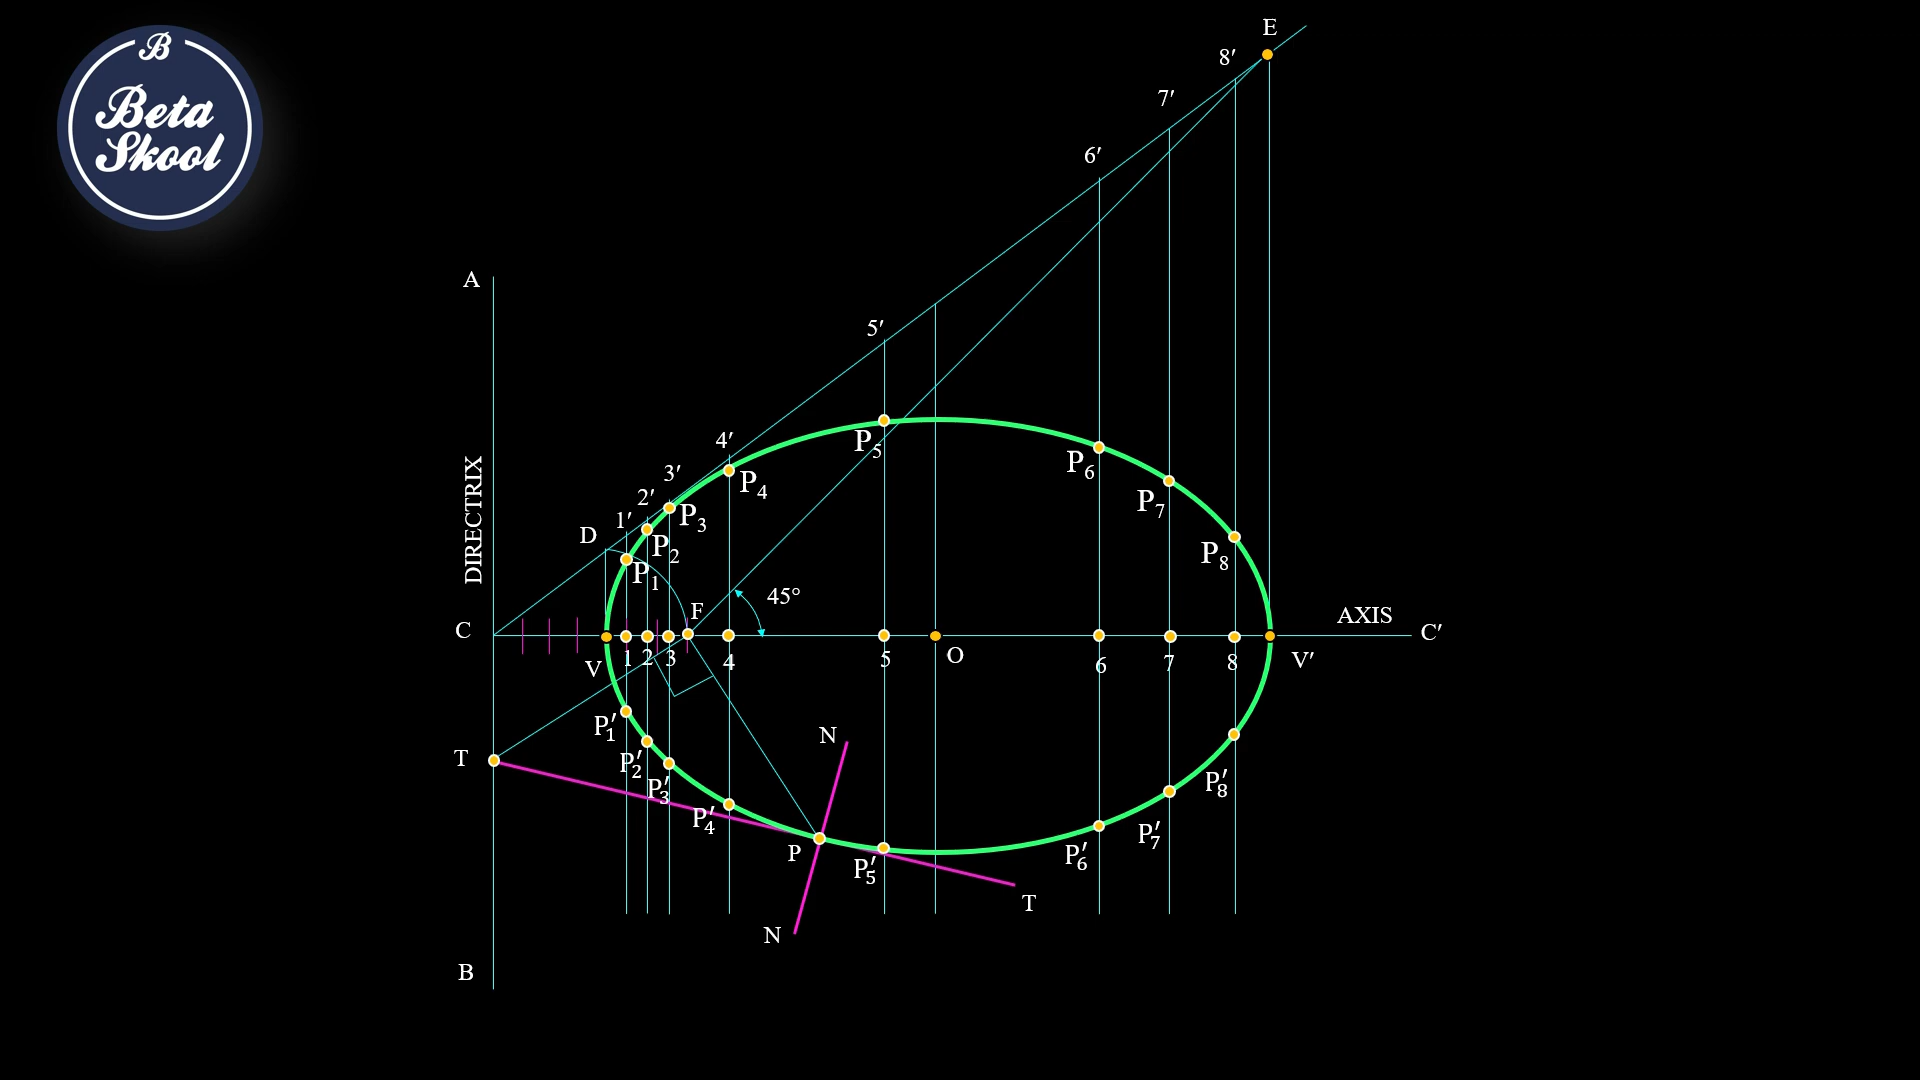 B
Beta
Skool
E
8′
7′
6′
A
5′
4′
3′
2′
1′
D
DIRECTRIX
P₅
P₆
P₄
P₇
P₃
P₂
P₈
P₁
45°
F
AXIS
C
C′
V
1
2
3
4
5
O
6
7
8
V′
P′₁
N
T
P′₂
P′₃
P′₈
P′₄
P′₇
P
P′₅
P′₆
T
N
B